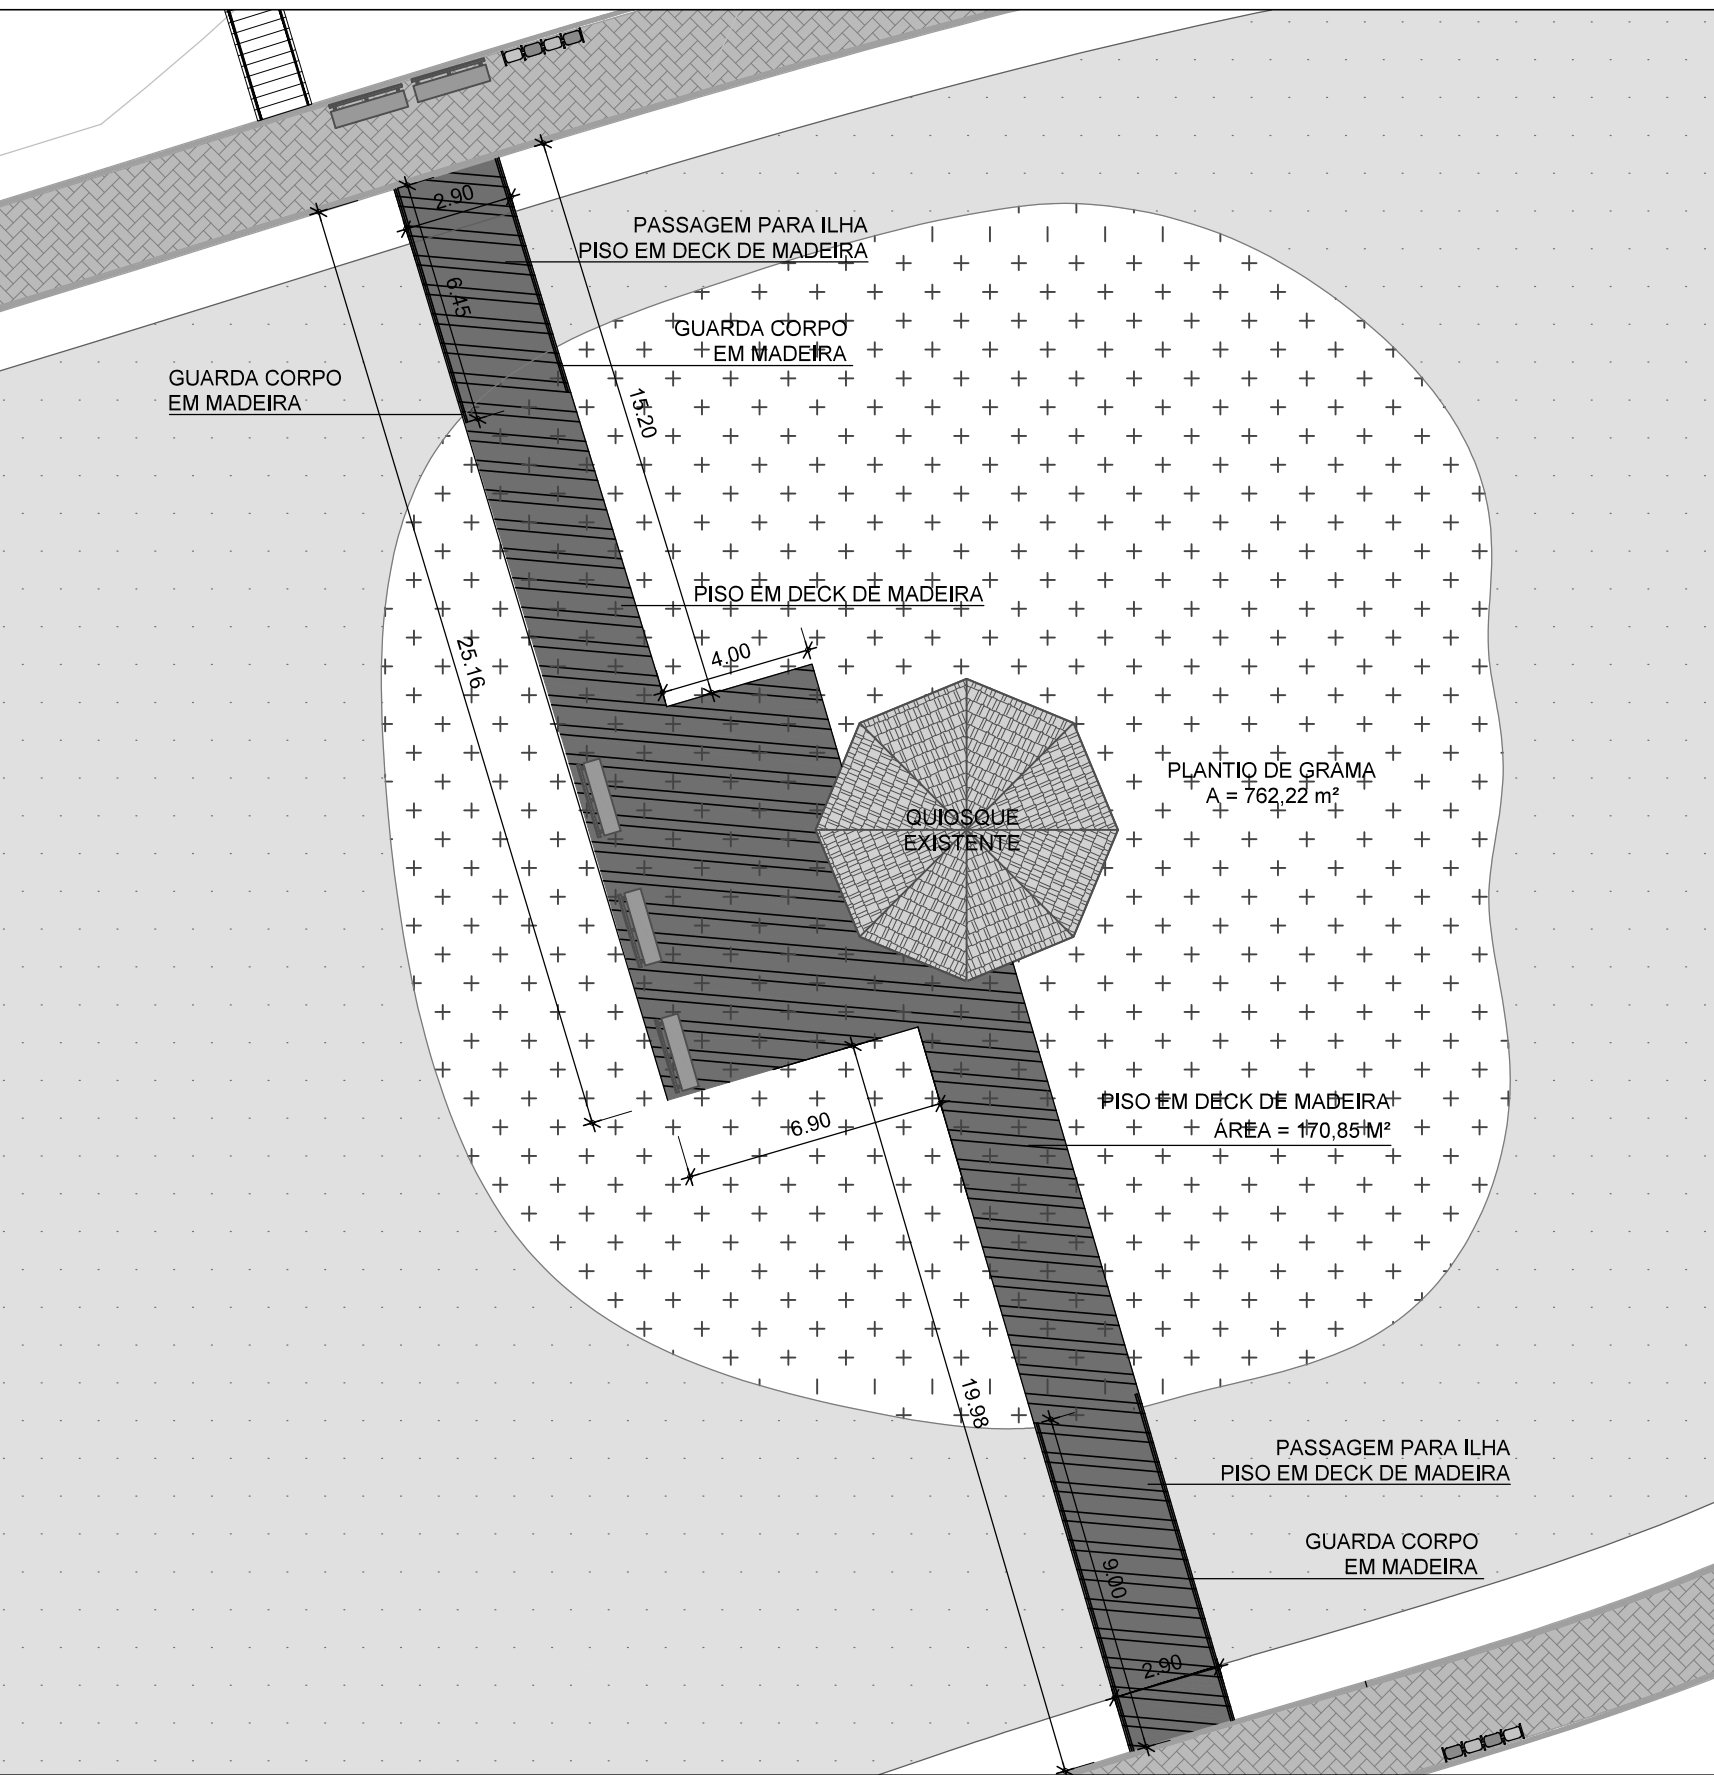 2.90
PASSAGEM PARA ILHA
PISO EM DECK DE MADEIRA
6.45
GUARDA CORPO
EM MADEIRA
GUARDA CORPO
EM MADEIRA
15.20
PISO EM DECK DE MADEIRA
25.16
4.00
PLANTIO DE GRAMA
A = 762,22 m²
QUIOSQUE
EXISTENTE
PISO EM DECK DE MADEIRA
ÁREA = 170,85 M²
6.90
19.98
PASSAGEM PARA ILHA
PISO EM DECK DE MADEIRA
GUARDA CORPO
EM MADEIRA
9.00
2.90